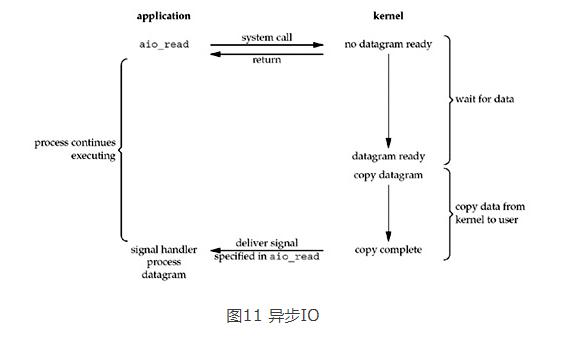 application
kernel
aio_read
system call
no datagram ready
return
wait for data
process continues
executing
datagram ready
copy datagram
copy data from
kernel to user
deliver signal
specified in aio_read
copy complete
signal handler
process
datagram
图11 异步IO